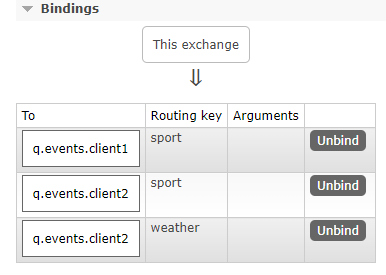 Bindings
This exchange
⇓
To Routing key Arguments
q.events.client1 sport Unbind
q.events.client2 sport Unbind
q.events.client2 weather Unbind